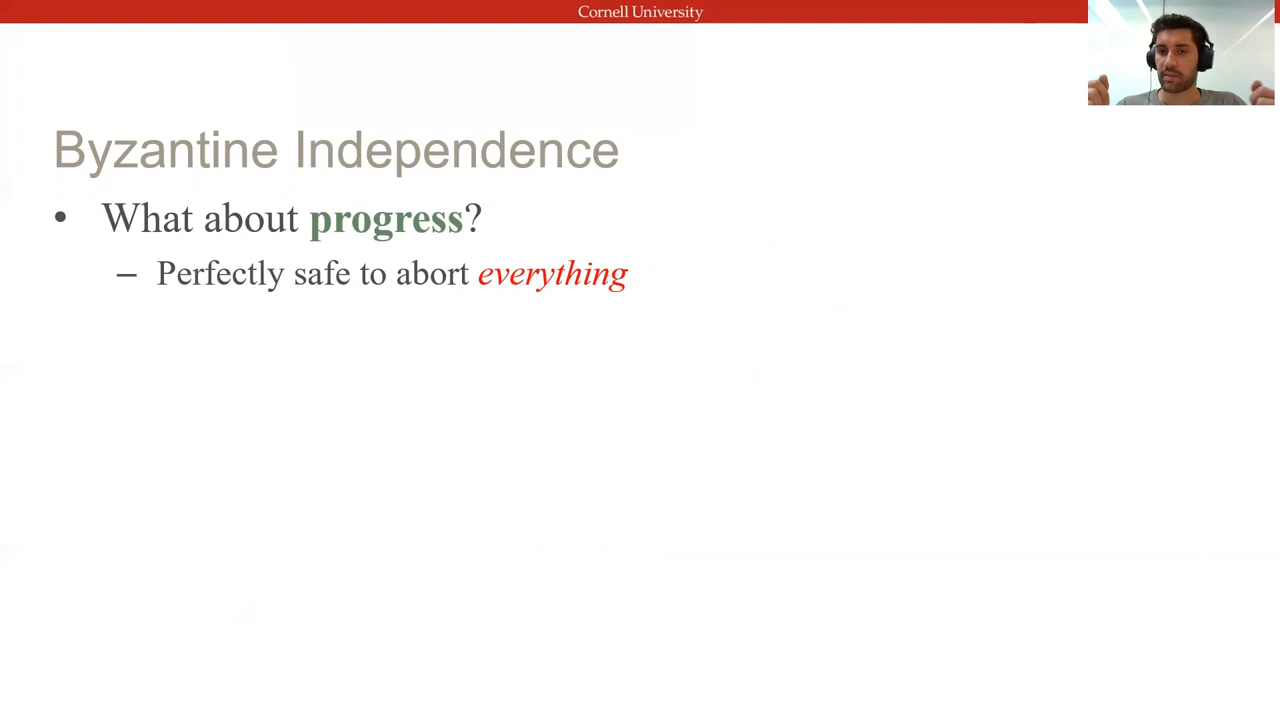 Cornell University
Byzantine Independence
• What about progress?
– Perfectly safe to abort everything